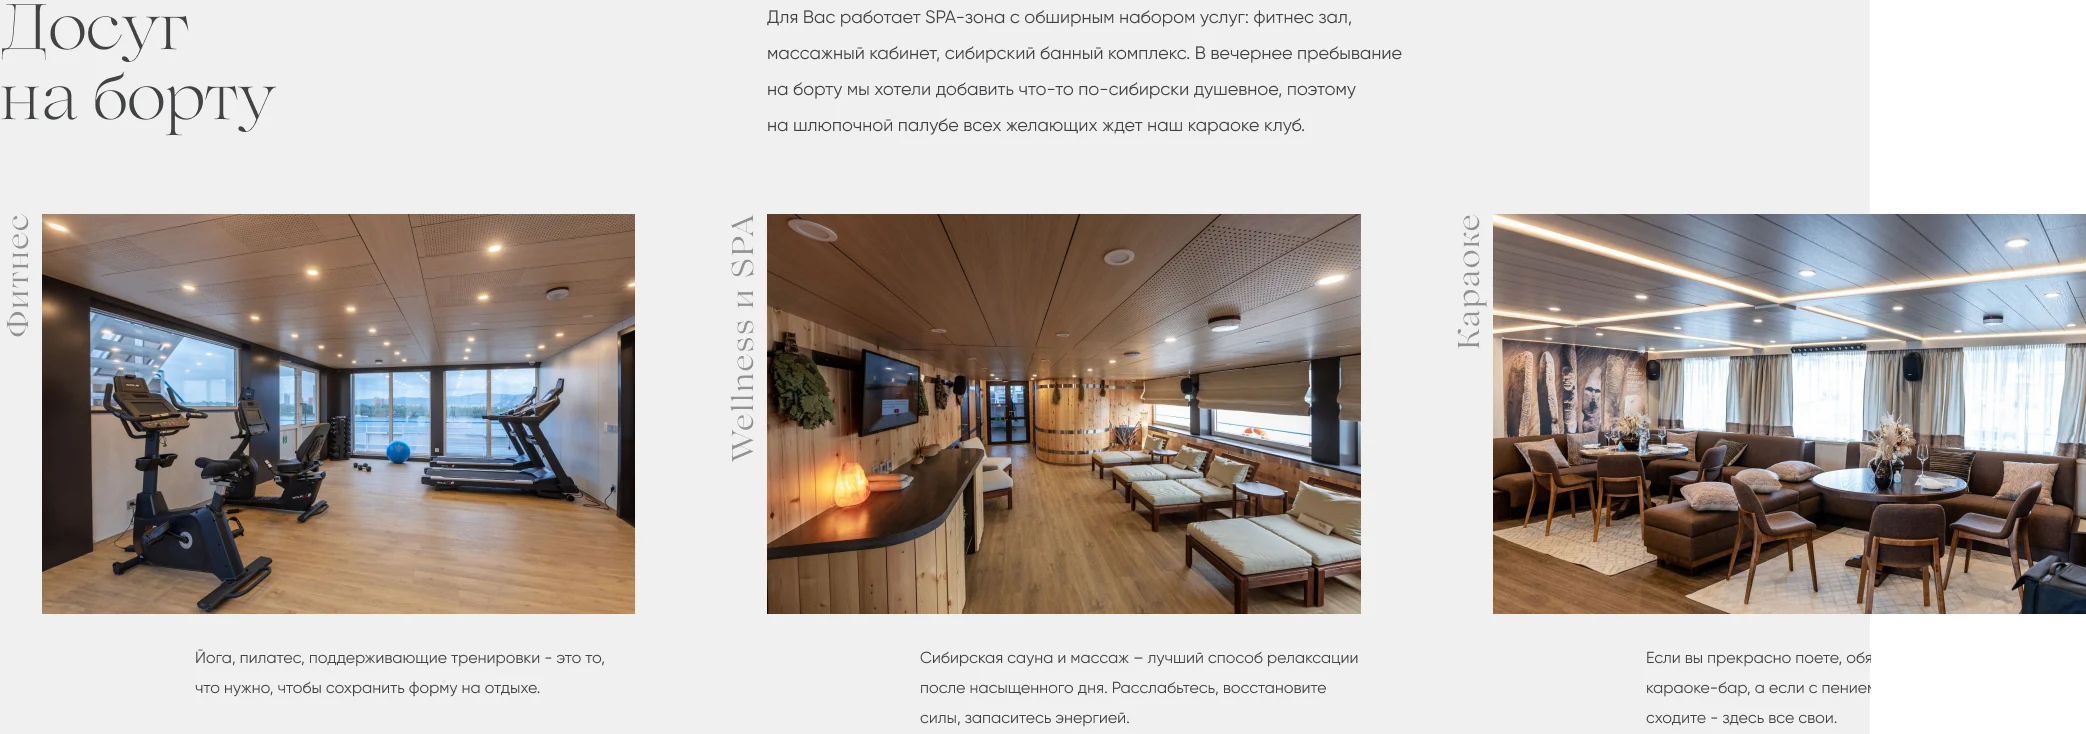 Досуг
на борту
Для Вас работает SPA-зона с обширным набором услуг: фитнес зал,
массажный кабинет, сибирский банный комплекс. В вечернее пребывание
на борту мы хотели добавить что-то по-сибирски душевное, поэтому
на шлюпочной палубе всех желающих ждет наш караоке клуб.
Фитнес
Wellness и SPA
Караоке
Йога, пилатес, поддерживающие тренировки - это то,
что нужно, чтобы сохранить форму на отдыхе.
Сибирская сауна и массаж – лучший способ релаксации
после насыщенного дня. Расслабьтесь, восстановите
силы, запаситесь энергией.
Если вы прекрасно поете, обя
караоке-бар, а если с пением
сходите - здесь все свои.